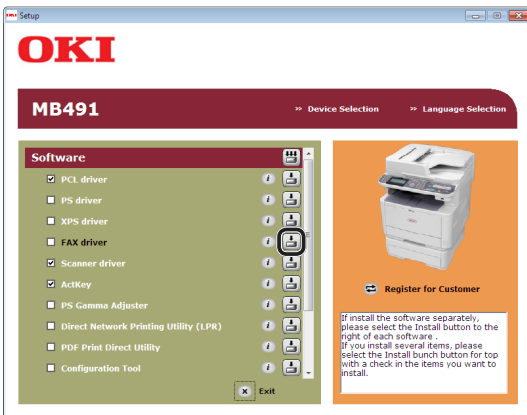 OKI Setup
OKI
MB491
» Device Selection
» Language Selection
Software
PCL driver
PS driver
XPS driver
FAX driver
Scanner driver
ActKey
PS Gamma Adjuster
Direct Network Printing Utility (LPR)
PDF Print Direct Utility
Configuration Tool
x Exit
Register for Customer
If install the software separately,
please select the Install button to the
right of each software .
If you install several items, please
select the Install bunch button for top
with a check in the items you want to
install.